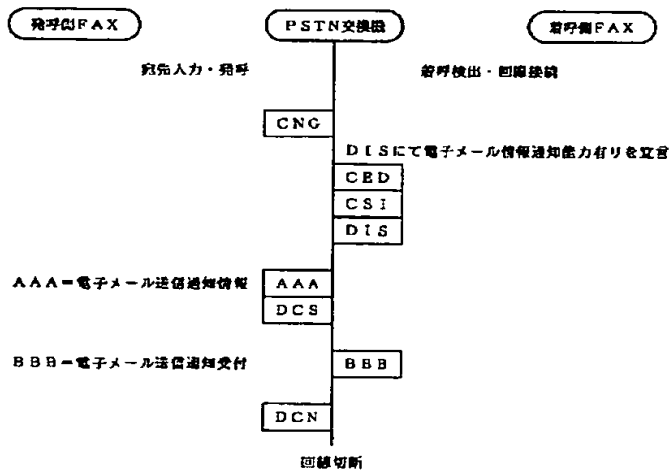 発呼側FAX
PSTN交換機
着呼側FAX
宛先入力・発呼
着呼検出・回線接続
CNG
DISにて電子メール情報通知能力有りを宣言
CED
CSI
DIS
AAA=電子メール送信通知情報
AAA
DCS
BBB=電子メール送信通知受付
BBB
DCN
回線切断